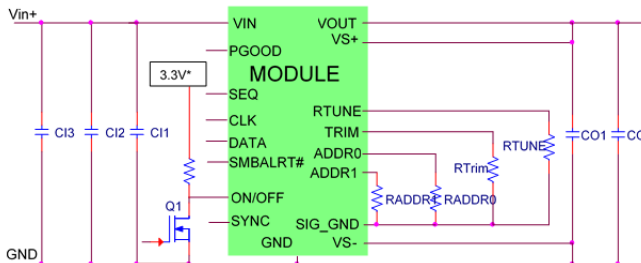 Vin+
VIN
VOUT
VS+
PGOOD
MODULE
3.3V*
SEQ
RTUNE
CLK
TRIM
CI3
CI2
CI1
DATA
ADDR0
RTUNE
CO1
SMBALRT#
ADDR1
RTrim
Q1
ON/OFF
RADDR1
RADDR0
SYNC
SIG_GND
GND
GND
VS-